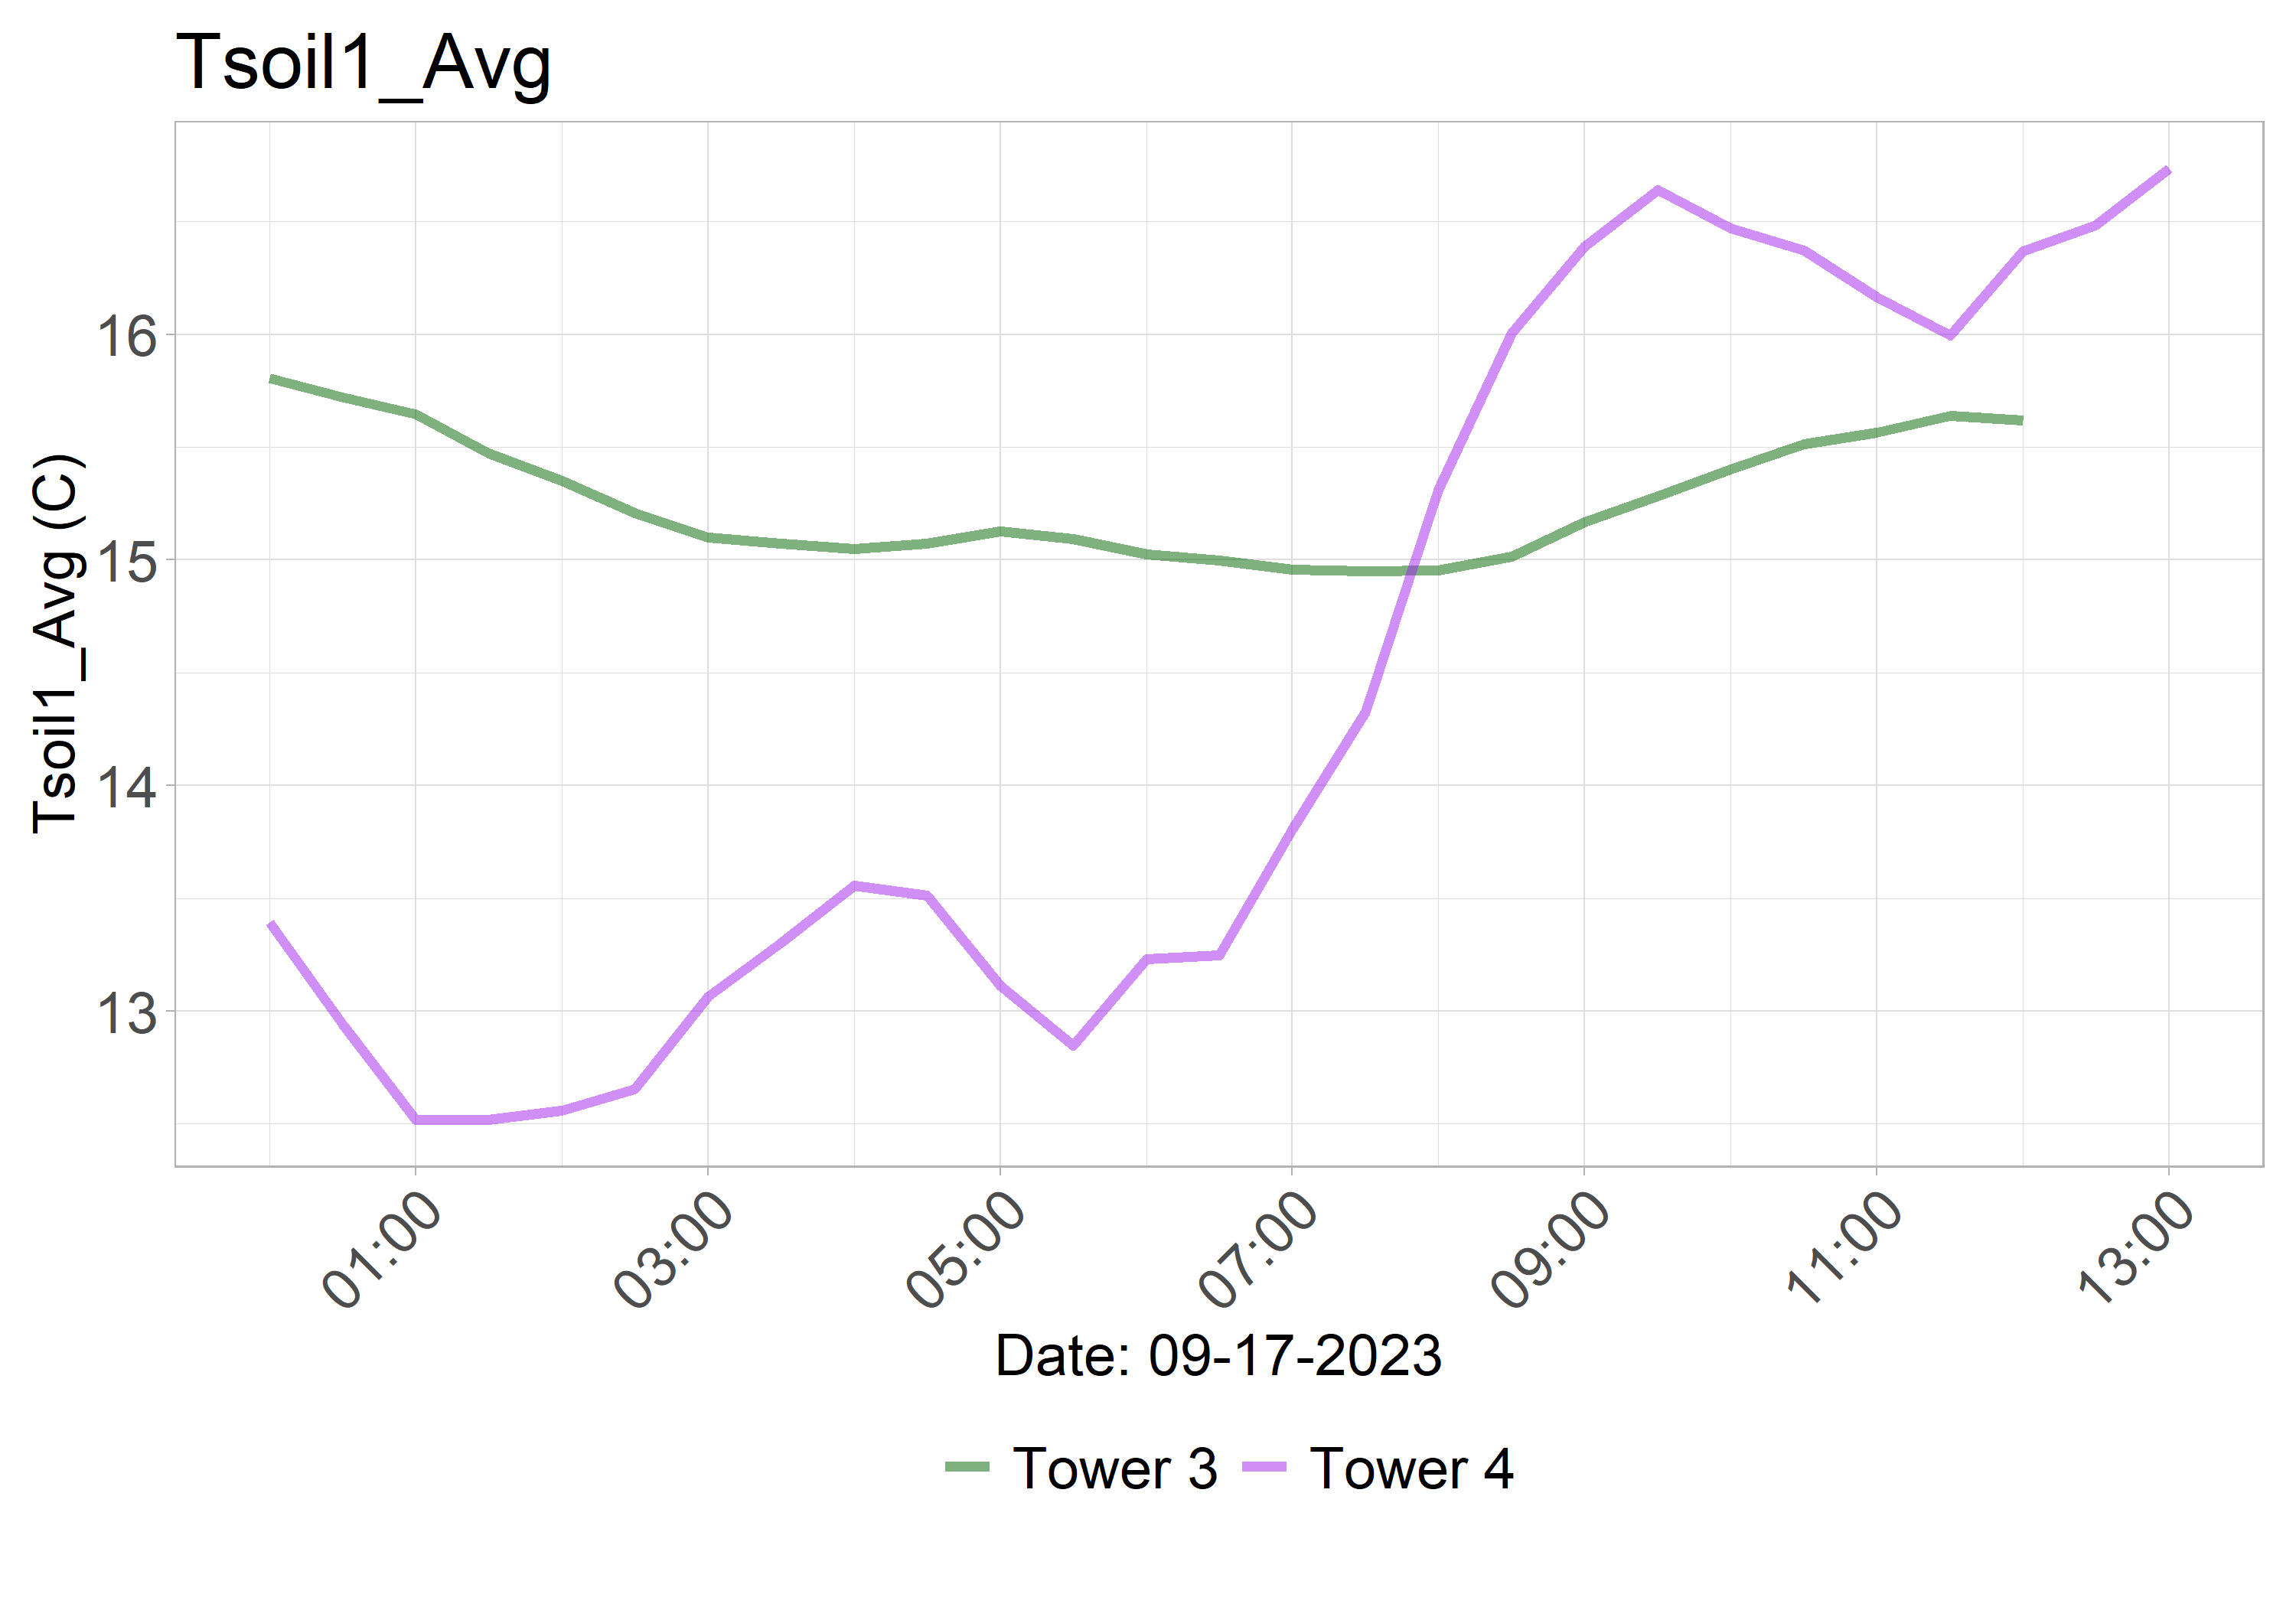 Tsoil1_Avg
Tsoil1_Avg (C)
16
15
14
13
01:00 03:00 05:00 07:00 09:00 11:00 13:00
Date: 09-17-2023
Tower 3 Tower 4